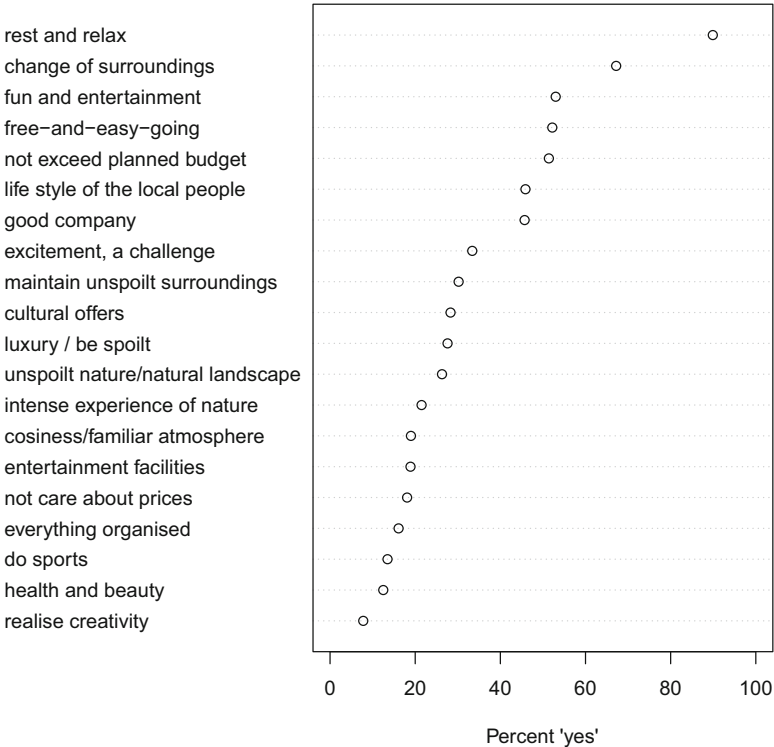 rest and relax
change of surroundings
fun and entertainment
free−and−easy−going
not exceed planned budget
life style of the local people
good company
excitement, a challenge
maintain unspoilt surroundings
cultural offers
luxury / be spoilt
unspoilt nature/natural landscape
intense experience of nature
cosiness/familiar atmosphere
entertainment facilities
not care about prices
everything organised
do sports
health and beauty
realise creativity
0 20 40 60 80 100
Percent 'yes'